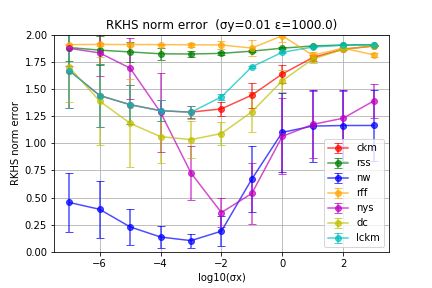 RKHS norm error  (σy=0.01 ε=1000.0)
RKHS norm error
2.00
1.75
1.50
1.25
1.00
0.75
0.50
0.25
0.00
−6
−4
−2
0
2
log10(σx)
ckm
rss
nw
rff
nys
dc
lckm